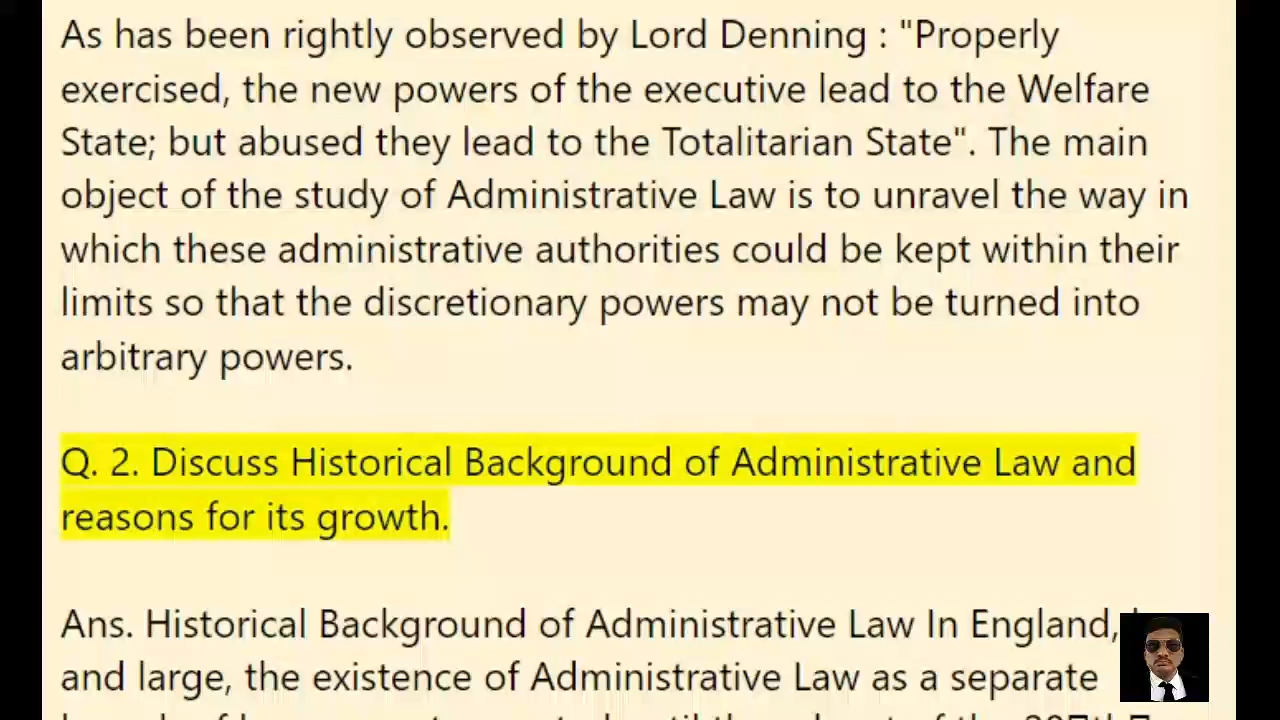 As has been rightly observed by Lord Denning : "Properly
exercised, the new powers of the executive lead to the Welfare
State; but abused they lead to the Totalitarian State". The main
object of the study of Administrative Law is to unravel the way in
which these administrative authorities could be kept within their
limits so that the discretionary powers may not be turned into
arbitrary powers.
Q. 2. Discuss Historical Background of Administrative Law and
reasons for its growth.
Ans. Historical Background of Administrative Law In England,
and large, the existence of Administrative Law as a separate